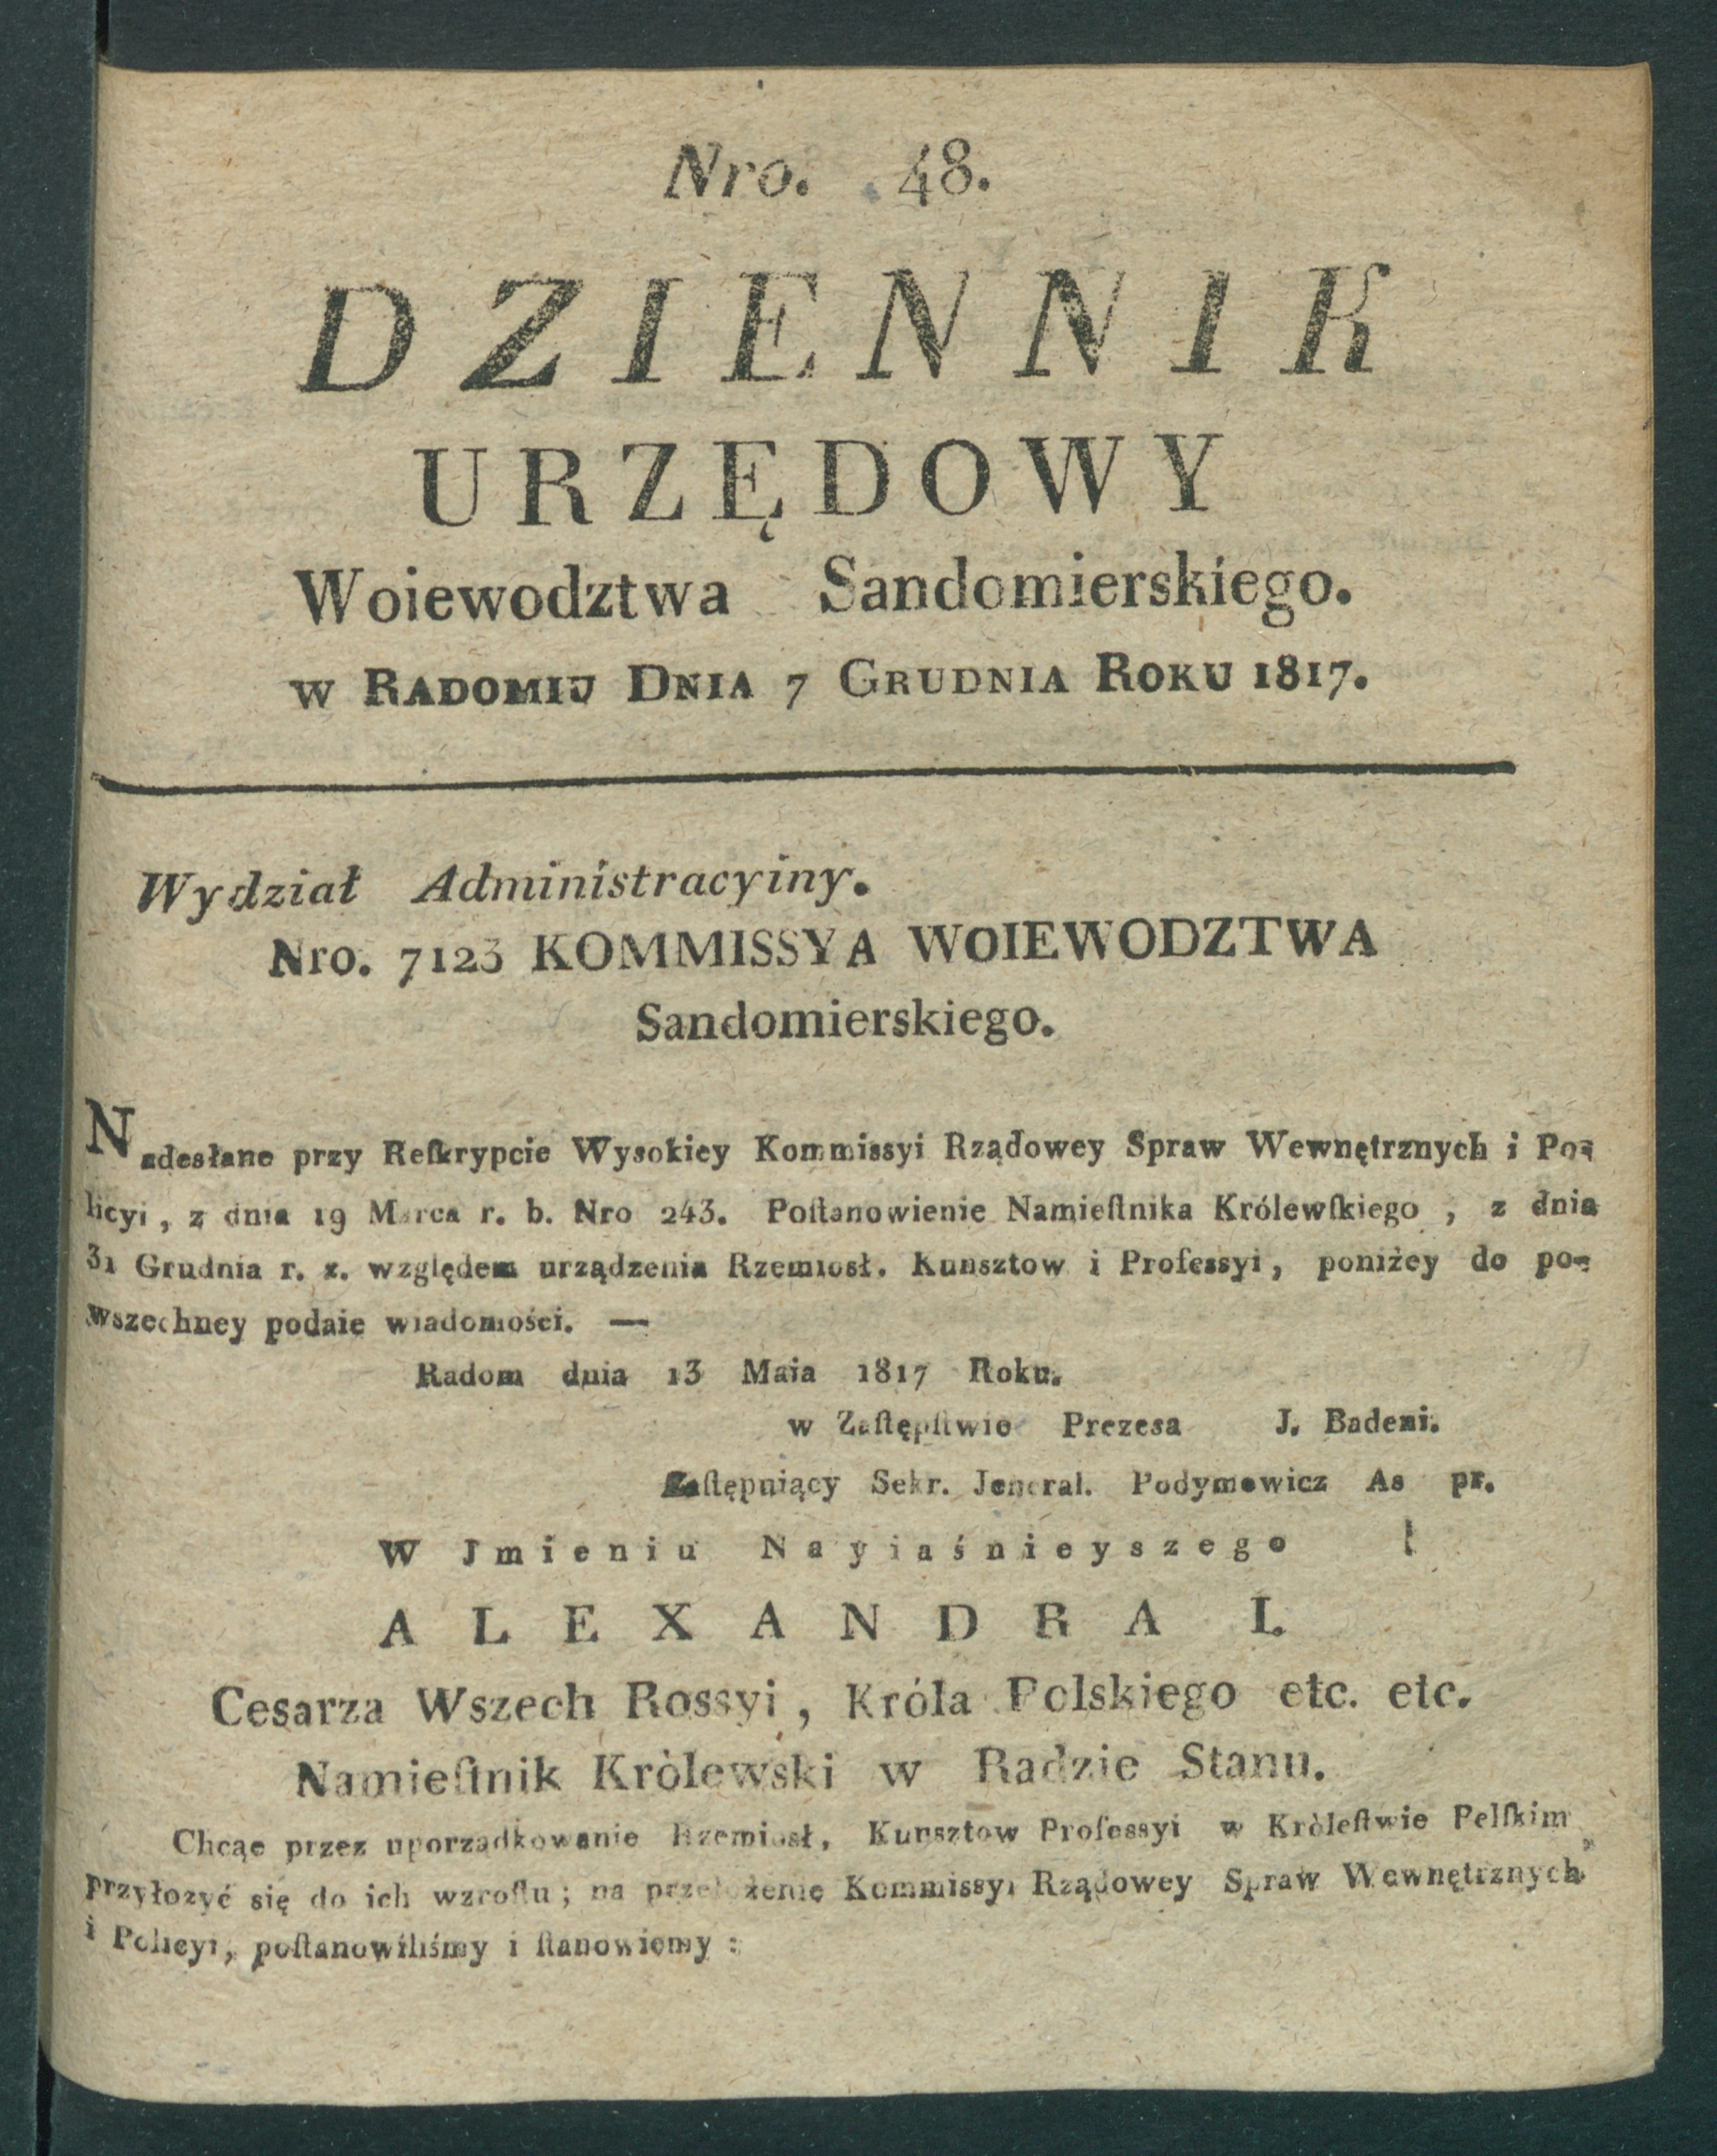 Nro. 48.
DZIENNIK
URZĘDOWY
Woiewodztwa Sandomierskiego.
w Radomiu Dnia 7 Grudnia Roku 1817.
Wydział Administracyiny.
Nro. 7123 KOMMISSYA WOIEWODZTWA
Sandomierskiego.
Nadesłane przy Reſkrypcie Wysokiey Kommissyi Rządowey Spraw Wewnętrznych i Po-
licyi, z dnia 19 Marca r. b. Nro 243. Poſtanowienie Namieſtnika Królewſkiego, z dnia
31 Grudnia r. z. względem urządzenia Rzemiosł. Kunsztow i Professyi, poniżey do po-
wszechney podaie wiadomości. —
Radom dnia 13 Maia 1817 Roku.
w Zaſtępſtwie Prezesa J. Badeni.
Zaſtępuiący Sekr. Jeneral. Podymowicz As pr.
W Jmieniu Nayiaśnieyszego
ALEXANDRA I.
Cesarza Wszech Rossyi, Króla Polskiego etc. etc.
Namieſtnik Kròlewski w Radzie Stanu.
Chcąc przez uporządkowanie Rzemiosł, Kunsztow Professyi w Kròleſtwie Pelſkim
przyłozyć się do ich wzroſtu; na przełożenie Kommissyi Rządowey Spraw Wewnętrznych
i Policyi, poſtanowiliśmy i ſtanowiemy: